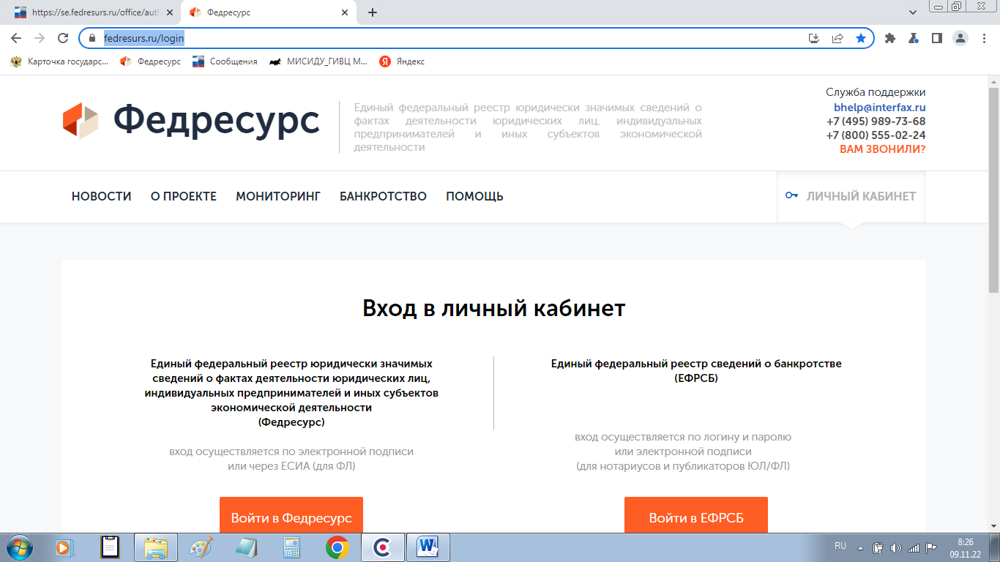 https://se.fedresurs.ru/office/auth
Федресурс
fedresurs.ru/login
Карточка государс...
Федресурс
Сообщения
МИСИДУ_ГИВЦ М...
Яндекс
Федресурс
Единый федеральный реестр юридически значимых сведений о
фактах деятельности юридических лиц, индивидуальных
предпринимателей и иных субъектов экономической
деятельности
Служба поддержки
bhelp@interfax.ru
+7 (495) 989-73-68
+7 (800) 555-02-24
ВАМ ЗВОНИЛИ?
НОВОСТИ О ПРОЕКТЕ МОНИТОРИНГ БАНКРОТСТВО ПОМОЩЬ
ЛИЧНЫЙ КАБИНЕТ
Вход в личный кабинет
Единый федеральный реестр юридически значимых
сведений о фактах деятельности юридических лиц,
индивидуальных предпринимателей и иных субъектов
экономической деятельности
(Федресурс)
вход осуществляется по электронной подписи
или через ЕСИА (для ФЛ)
Войти в Федресурс
Единый федеральный реестр сведений о банкротстве
(ЕФРСБ)
вход осуществляется по логину и паролю
или электронной подписи
(для нотариусов и публикаторов ЮЛ/ФЛ)
Войти в ЕФРСБ
RU
8:26
09.11.22